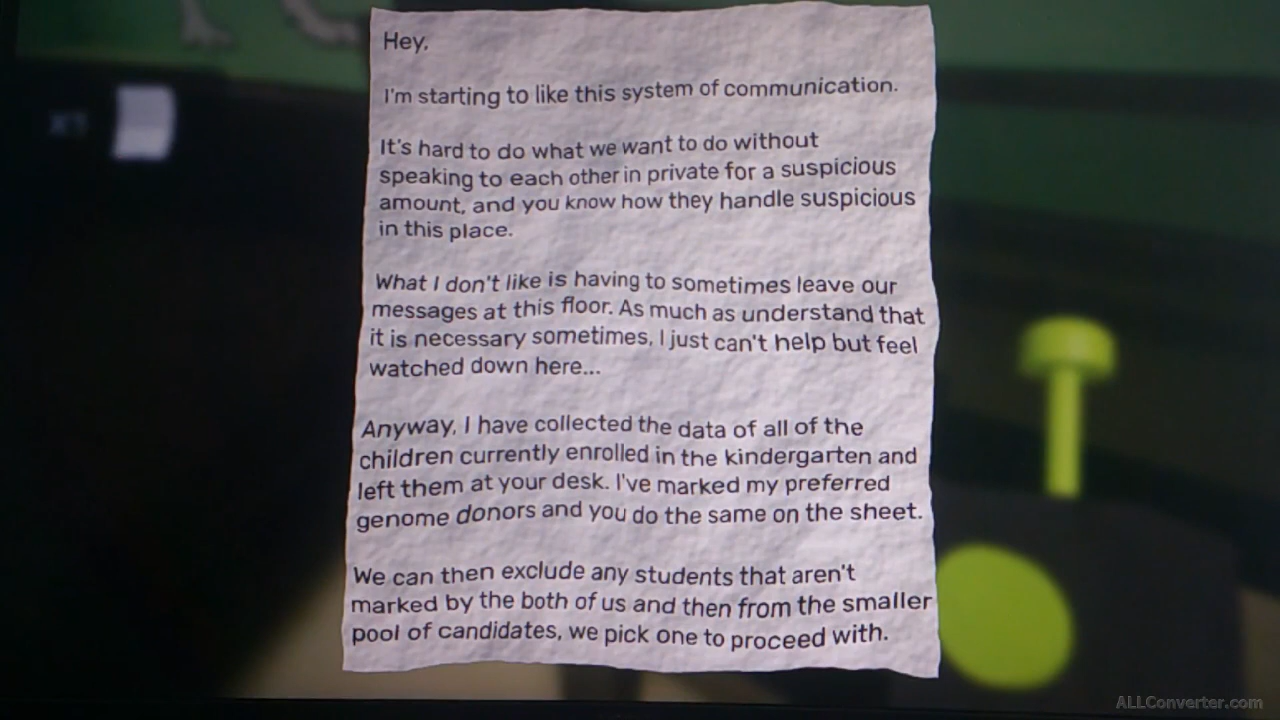 Hey,
I'm starting to like this system of communication.
It's hard to do what we want to do without
speaking to each other in private for a suspicious
amount, and you know how they handle suspicious
in this place.
What I don't like is having to sometimes leave our
messages at this floor. As much as understand that
it is necessary sometimes, I just can't help but feel
watched down here...
Anyway, I have collected the data of all of the
children currently enrolled in the kindergarten and
left them at your desk. I've marked my preferred
genome donors and you do the same on the sheet.
We can then exclude any students that aren't
marked by the both of us and then from the smaller
pool of candidates, we pick one to proceed with.
ALLConverter.com